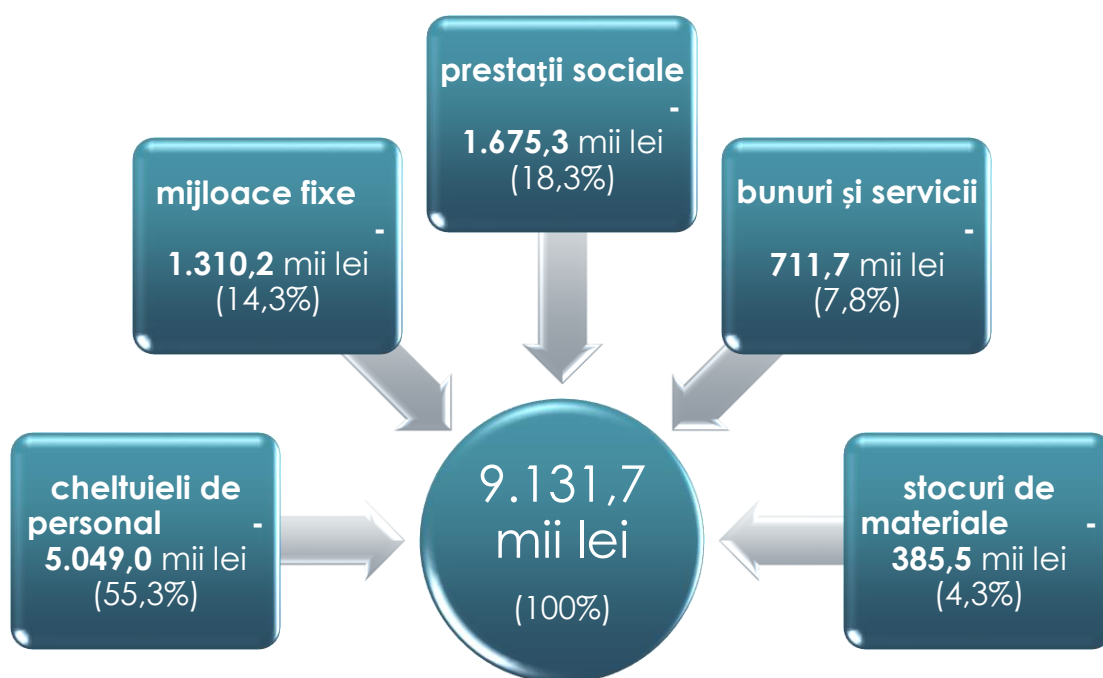 prestații sociale
-
1.675,3 mii lei
(18,3%)
mijloace fixe
-
1.310,2 mii lei
(14,3%)
bunuri și servicii
-
711,7 mii lei
(7,8%)
cheltuieli de
personal -
5.049,0 mii lei
(55,3%)
9.131,7
mii lei
(100%)
stocuri de
materiale -
385,5 mii lei
(4,3%)